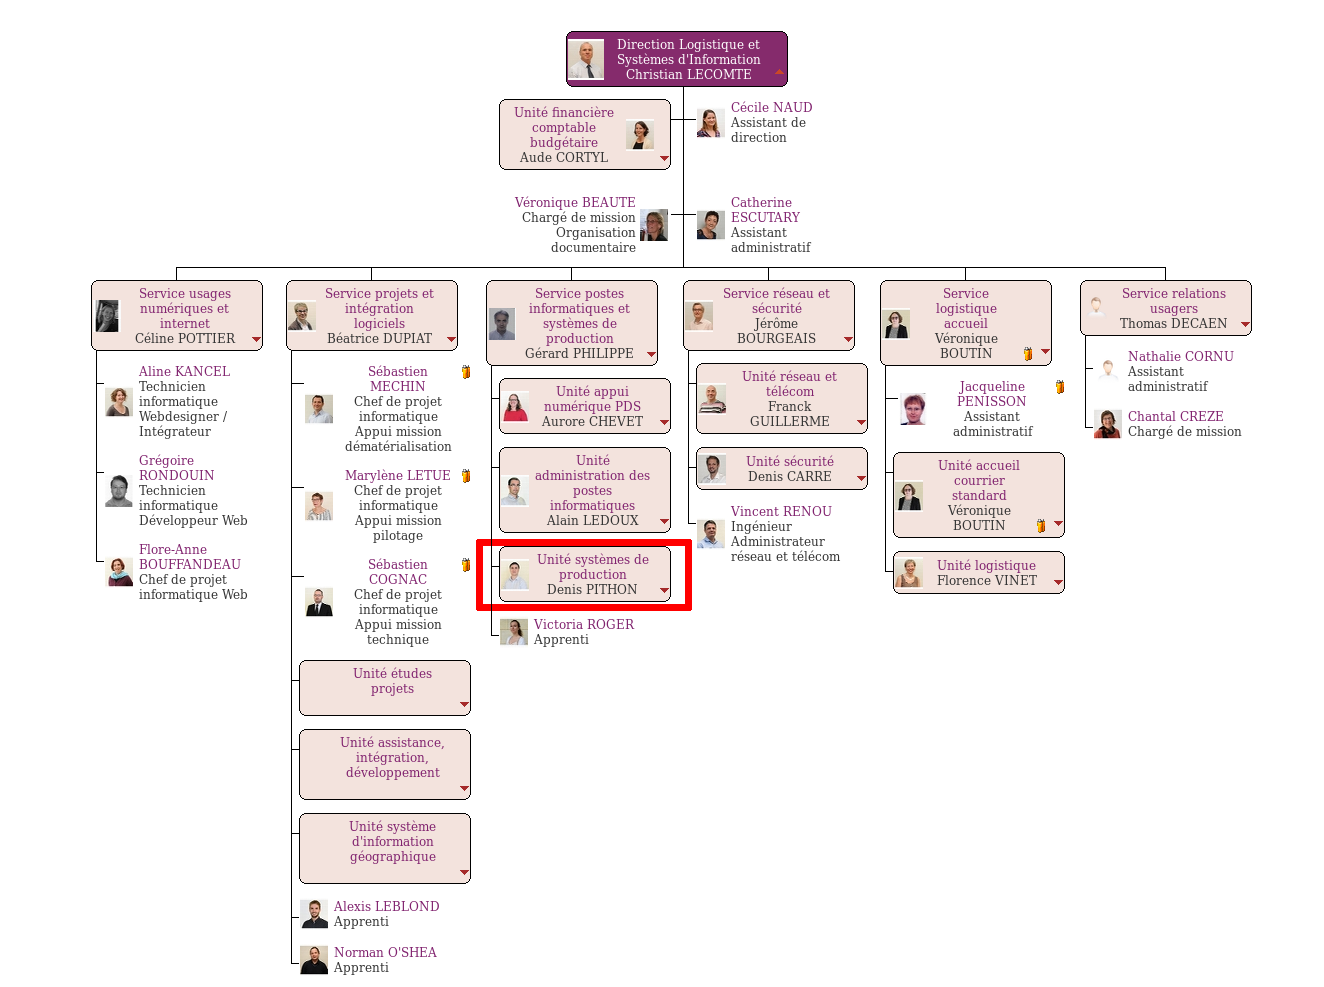 Direction Logistique et
Systèmes d'Information
Christian LECOMTE
Unité financière
comptable
budgétaire
Aude CORTYL
Cécile NAUD
Assistant de
direction
Véronique BEAUTE
Chargé de mission
Organisation
documentaire
Catherine
ESCUTARY
Assistant
administratif
Service usages
numériques et
internet
Céline POTTIER
Aline KANCEL
Technicien
informatique
Webdesigner /
Intégrateur
Grégoire
RONDOUIN
Technicien
informatique
Développeur Web
Flore-Anne
BOUFFANDEAU
Chef de projet
informatique Web
Service projets et
intégration
logiciels
Béatrice DUPIAT
Sébastien
MECHIN
Chef de projet
informatique
Appui mission
dématérialisation
Marylène LETUE
Chef de projet
informatique
Appui mission
pilotage
Sébastien
COGNAC
Chef de projet
informatique
Appui mission
technique
Unité études
projets
Unité assistance,
intégration,
développement
Unité système
d'information
géographique
Alexis LEBLOND
Apprenti
Norman O'SHEA
Apprenti
Service postes
informatiques et
systèmes de
production
Gérard PHILIPPE
Unité appui
numérique PDS
Aurore CHEVET
Unité
administration des
postes
informatiques
Alain LEDOUX
Unité systèmes de
production
Denis PITHON
Victoria ROGER
Apprenti
Service réseau et
sécurité
Jérôme
BOURGEAIS
Unité réseau et
télécom
Franck
GUILLERME
Unité sécurité
Denis CARRE
Vincent RENOU
Ingénieur
Administrateur
réseau et télécom
Service
logistique
accueil
Véronique
BOUTIN
Jacqueline
PENISSON
Assistant
administratif
Unité accueil
courrier
standard
Véronique
BOUTIN
Unité logistique
Florence VINET
Service relations
usagers
Thomas DECAEN
Nathalie CORNU
Assistant
administratif
Chantal CREZE
Chargé de mission